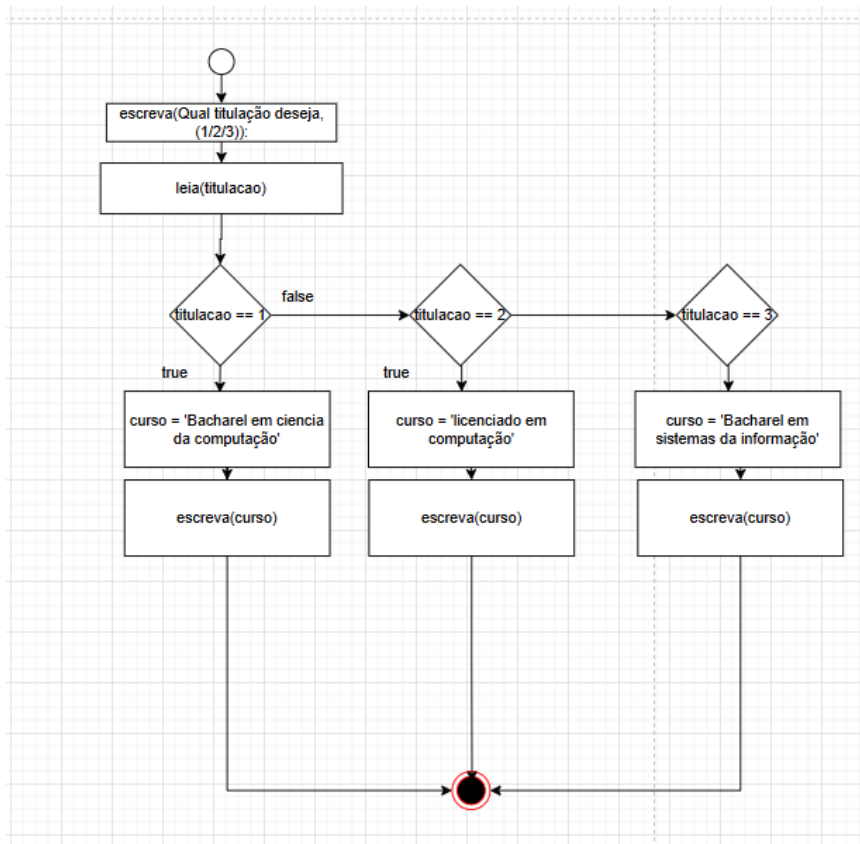 escreva(Qual titulação deseja,
(1/2/3)):
leia(titulacao)
titulacao == 1
false
titulacao == 2
titulacao == 3
true
true
curso = 'Bacharel em ciencia
da computação'
curso = 'licenciado em
computação'
curso = 'Bacharel em
sistemas da informação'
escreva(curso)
escreva(curso)
escreva(curso)